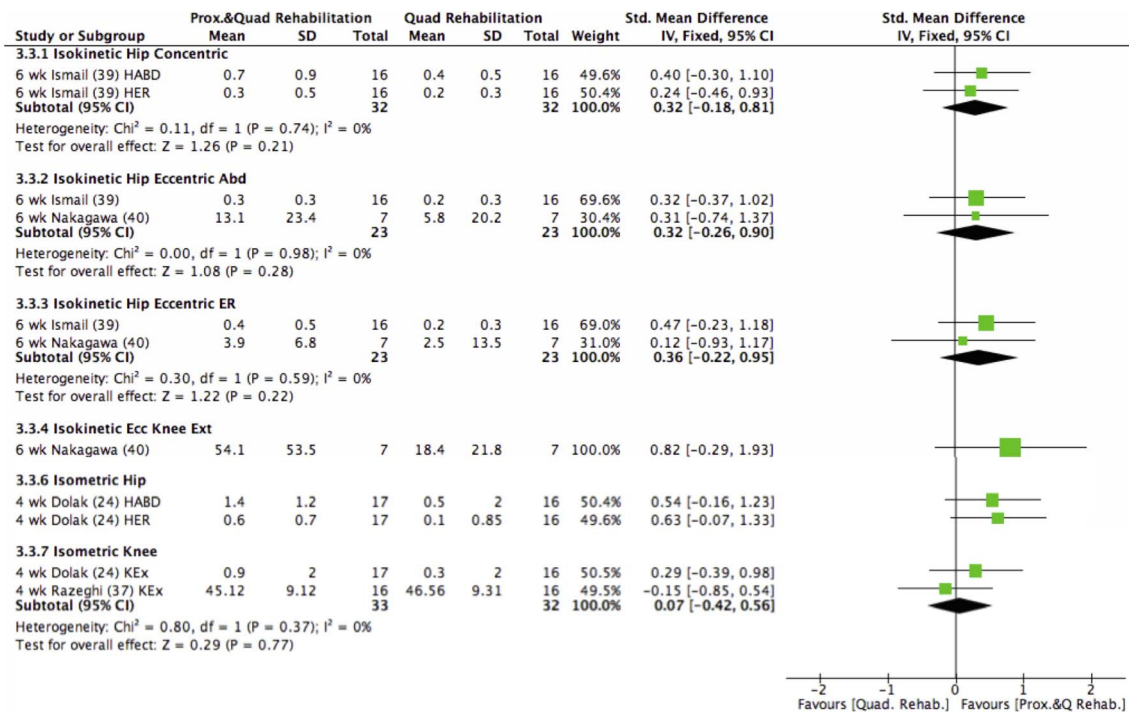 Prox.&Quad Rehabilitation Quad Rehabilitation Std. Mean Difference Std. Mean Difference
Study or Subgroup Mean SD Total Mean SD Total Weight IV, Fixed, 95% CI IV, Fixed, 95% CI
3.3.1 Isokinetic Hip Concentric
6 wk Ismail (39) HABD 0.7 0.9 16 0.4 0.5 16 49.6% 0.40 [-0.30, 1.10]
6 wk Ismail (39) HER 0.3 0.5 16 0.2 0.3 16 50.4% 0.24 [-0.46, 0.93]
Subtotal (95% CI) 32 32 100.0% 0.32 [-0.18, 0.81]
Heterogeneity: Chi² = 0.11, df = 1 (P = 0.74); I² = 0%
Test for overall effect: Z = 1.26 (P = 0.21)
3.3.2 Isokinetic Hip Eccentric Abd
6 wk Ismail (39) 0.3 0.3 16 0.2 0.3 16 69.6% 0.32 [-0.37, 1.02]
6 wk Nakagawa (40) 13.1 23.4 7 5.8 20.2 7 30.4% 0.31 [-0.74, 1.37]
Subtotal (95% CI) 23 23 100.0% 0.32 [-0.26, 0.90]
Heterogeneity: Chi² = 0.00, df = 1 (P = 0.98); I² = 0%
Test for overall effect: Z = 1.08 (P = 0.28)
3.3.3 Isokinetic Hip Eccentric ER
6 wk Ismail (39) 0.4 0.5 16 0.2 0.3 16 69.0% 0.47 [-0.23, 1.18]
6 wk Nakagawa (40) 3.9 6.8 7 2.5 13.5 7 31.0% 0.12 [-0.93, 1.17]
Subtotal (95% CI) 23 23 100.0% 0.36 [-0.22, 0.95]
Heterogeneity: Chi² = 0.30, df = 1 (P = 0.59); I² = 0%
Test for overall effect: Z = 1.22 (P = 0.22)
3.3.4 Isokinetic Ecc Knee Ext
6 wk Nakagawa (40) 54.1 53.5 7 18.4 21.8 7 100.0% 0.82 [-0.29, 1.93]
3.3.6 Isometric Hip
4 wk Dolak (24) HABD 1.4 1.2 17 0.5 2 16 50.4% 0.54 [-0.16, 1.23]
4 wk Dolak (24) HER 0.6 0.7 17 0.1 0.85 16 49.6% 0.63 [-0.07, 1.33]
3.3.7 Isometric Knee
4 wk Dolak (24) KEx 0.9 2 17 0.3 2 16 50.5% 0.29 [-0.39, 0.98]
4 wk Razeghi (37) KEx 45.12 9.12 16 46.56 9.31 16 49.5% -0.15 [-0.85, 0.54]
Subtotal (95% CI) 33 32 100.0% 0.07 [-0.42, 0.56]
Heterogeneity: Chi² = 0.80, df = 1 (P = 0.37); I² = 0%
Test for overall effect: Z = 0.29 (P = 0.77)
-2 -1 0 1 2
Favours [Quad. Rehab.] Favours [Prox.&Q Rehab.]